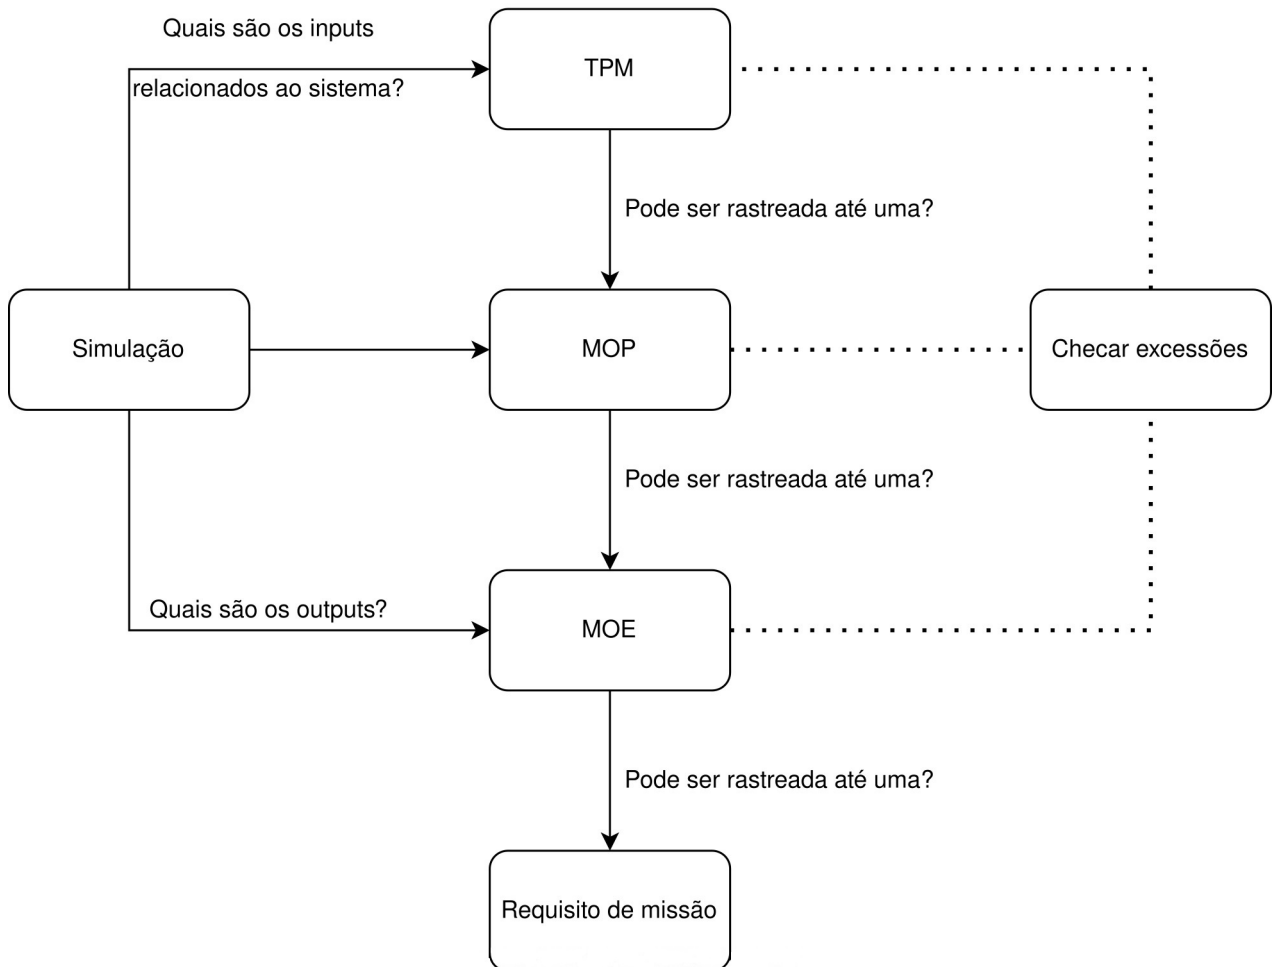 Quais são os inputs
relacionados ao sistema?
TPM
Pode ser rastreada até uma?
Simulação
MOP
Checar excessões
Pode ser rastreada até uma?
Quais são os outputs?
MOE
Pode ser rastreada até uma?
Requisito de missão